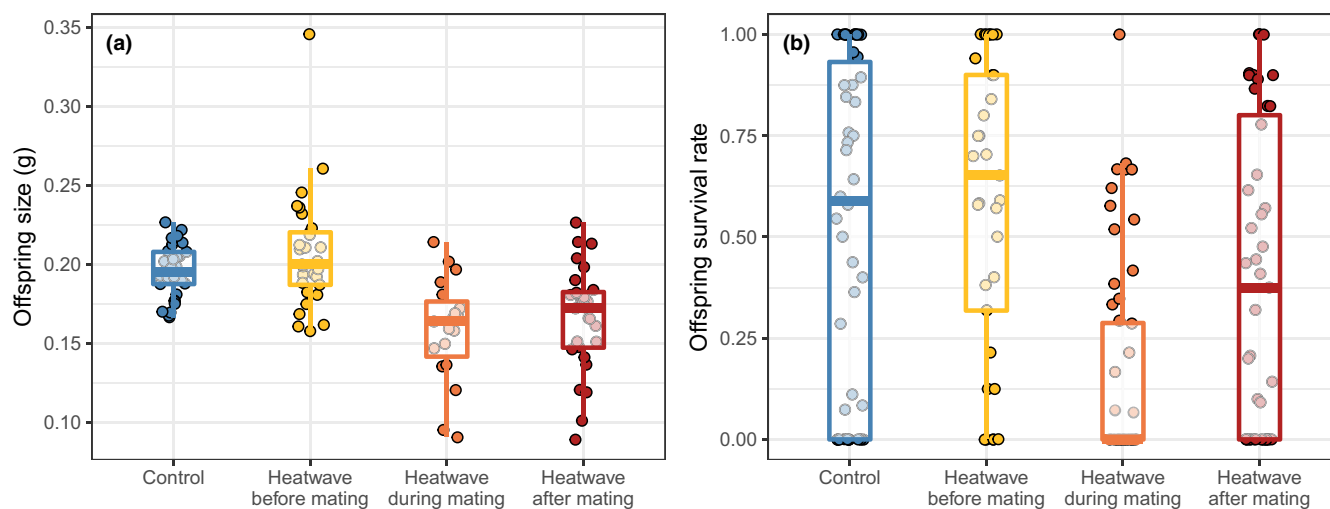 (a)
Offspring size (g)
0.35
0.30
0.25
0.20
0.15
0.10
Control
Heatwave
before mating
Heatwave
during mating
Heatwave
after mating
(b)
Offspring survival rate
1.00
0.75
0.50
0.25
0.00
Control
Heatwave
before mating
Heatwave
during mating
Heatwave
after mating